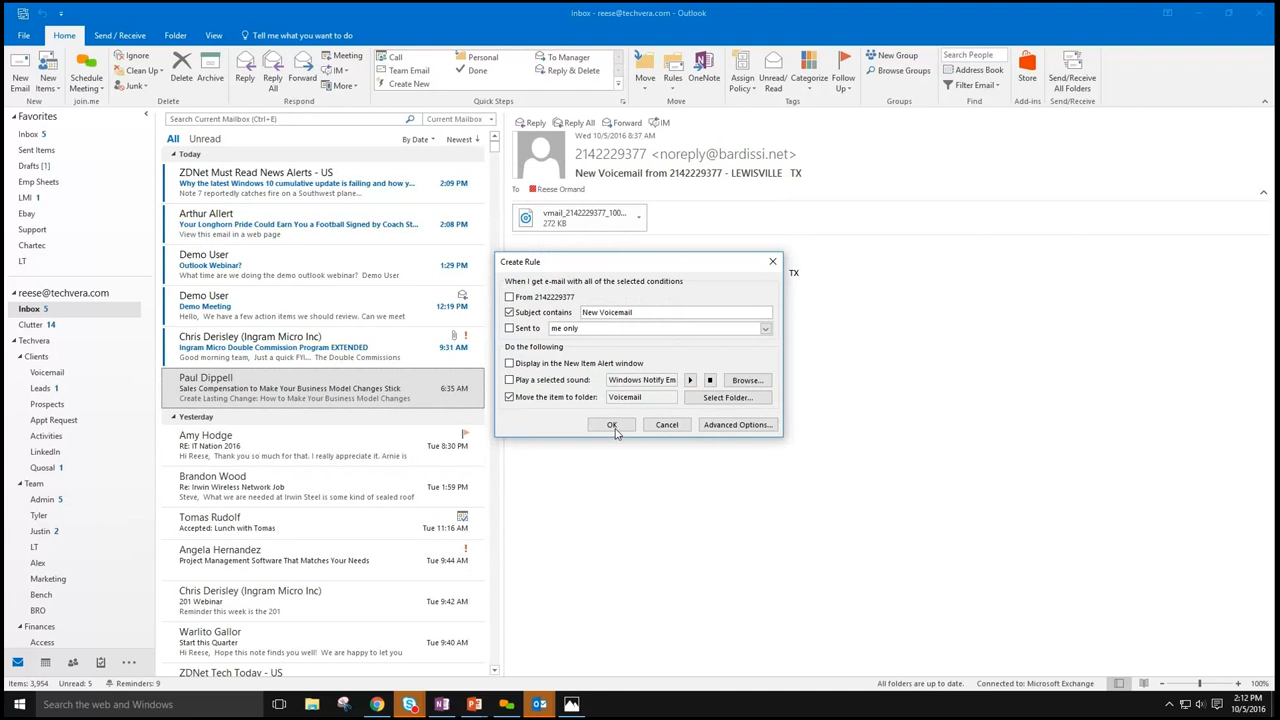 Inbox - reese@techvera.com - Outlook
File Home Send / Receive Folder View Tell me what you want to do
New Email
New Items
New
Schedule Meeting
join.me
Ignore
Clean Up
Junk
Delete
Archive
Delete
Reply
Reply All
Forward
Meeting
IM
More
Respond
Call
Team Email
Create New
Personal
Done
To Manager
Reply & Delete
Quick Steps
Move
Rules
OneNote
Move
Assign Policy
Unread/ Read
Categorize
Follow Up
Tags
New Group
Browse Groups
Groups
Search People
Address Book
Filter Email
Find
Store
Add-ins
Send/Receive All Folders
Send/Receive
Favorites
Inbox 5
Sent Items
Drafts [1]
Emp Sheets
LMI 1
Ebay
Support
Chartec
LT
reese@techvera.com
Inbox 5
Clutter 14
Techvera
Clients
Voicemail
Leads 1
Prospects
Appt Request
Activities
LinkedIn
Quosal 1
Team
Admin 5
Tyler
Justin 2
LT
Alex
Marketing
Bench
BRO
Finances
Access
Search Current Mailbox (Ctrl+E)
Current Mailbox
All Unread
By Date Newest
Today
ZDNet Must Read News Alerts - US
Why the latest Windows 10 cumulative update is failing and how y... 2:09 PM
Note 7 reportedly catches fire on a Southwest plane...
Arthur Allert
Your Longhorn Pride Could Earn You a Football Signed by Coach St... 2:08 PM
View this email in a web page
Demo User
Outlook Webinar? 1:29 PM
What time are we doing the demo outlook webinar? Demo User
Demo User
Demo Meeting 12:19 PM
Hello, We have a few action items we should review. Can we me
Chris Derisley (Ingram Micro Inc) !
Ingram Micro Double Commission Program EXTENDED 9:31 AM
Good morning team, Just a quick FYI... The Double Commissions
Paul Dippell
Sales Compensation to Make Your Business Model Changes Stick 6:35 AM
Create Lasting Change: How to Make Your Business Model Changes
Yesterday
Amy Hodge
RE: IT Nation 2016 Tue 8:30 PM
Hi Reese, Thank you so much for that. I really appreciate it. Arnie is
Brandon Wood
Re: Irwin Wireless Network Job Tue 1:59 PM
Steve, What we are needed at Irwin Steel is some kind of sealed roof
Tomas Rudolf
Accepted: Lunch with Tomas Tue 11:16 AM
Angela Hernandez !
Project Management Software That Matches Your Needs Tue 9:44 AM
Chris Derisley (Ingram Micro Inc)
201 Webinar Tue 9:42 AM
Reminder this week is the 201
Warlito Gallor
Start this Quarter Tue 9:40 AM
Hi Reese, Hope this note finds you well! We are happy to let you
ZDNet Tech Today - US
Reply Reply All Forward IM
Wed 10/5/2016 8:37 AM
2142229377 <noreply@bardissi.net>
New Voicemail from 2142229377 - LEWISVILLE TX
To Reese Ormand
vmail_2142229377_100...
272 KB
TX
Create Rule
When I get e-mail with all of the selected conditions
From 2142229377
Subject contains New Voicemail
Sent to me only
Do the following
Display in the New Item Alert window
Play a selected sound: Windows Notify Em Browse...
Move the item to folder: Voicemail Select Folder...
OK Cancel Advanced Options...
Items: 3,954 Unread: 5 Reminders: 9 All folders are up to date. Connected to: Microsoft Exchange 100%
Search the web and Windows
2:12 PM
10/5/2016